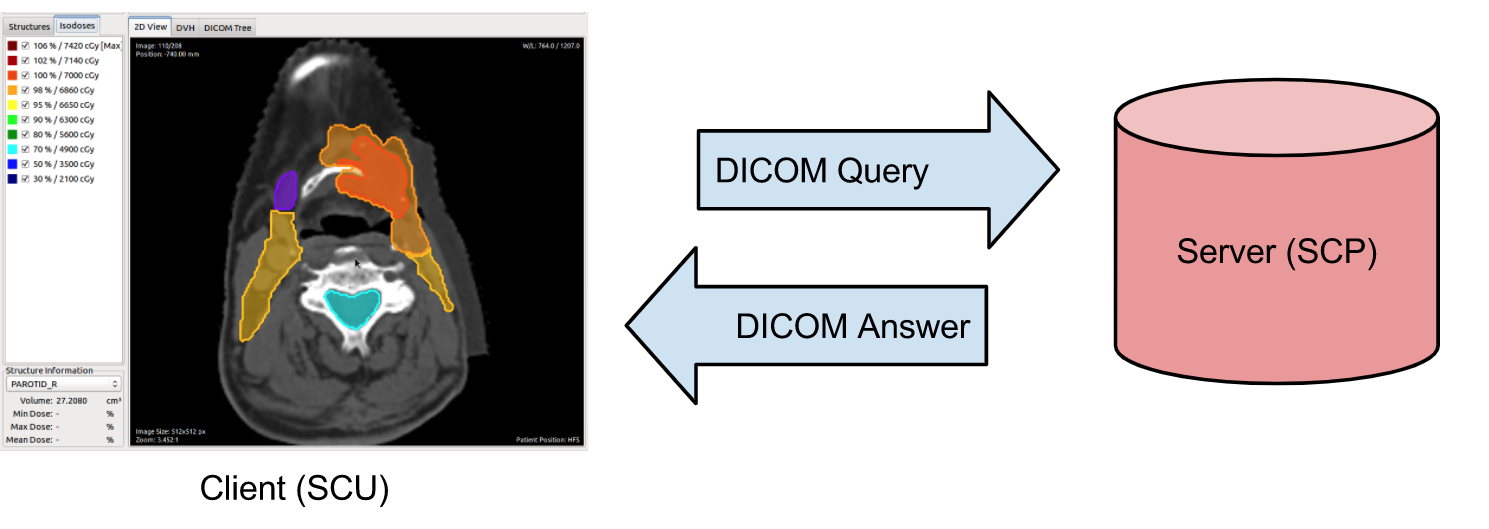 Structures Isodoses
106 % / 7420 cGy [Max
102 % / 7140 cGy
100 % / 7000 cGy
98 % / 6860 cGy
95 % / 6650 cGy
90 % / 6300 cGy
80 % / 5600 cGy
70 % / 4900 cGy
50 % / 3500 cGy
30 % / 2100 cGy
Structure Information
PAROTID_R
Volume: 27.2080 cm³
Min Dose: - %
Max Dose: - %
Mean Dose: - %
2D View DVH DICOM Tree
Image: 110/208
Position: -740.00 mm
W/L: 764.0 / 1207.0
Image Size: 512x512 px
Zoom: 3.452:1
Patient Position: HFS
Client (SCU)
DICOM Query
DICOM Answer
Server (SCP)